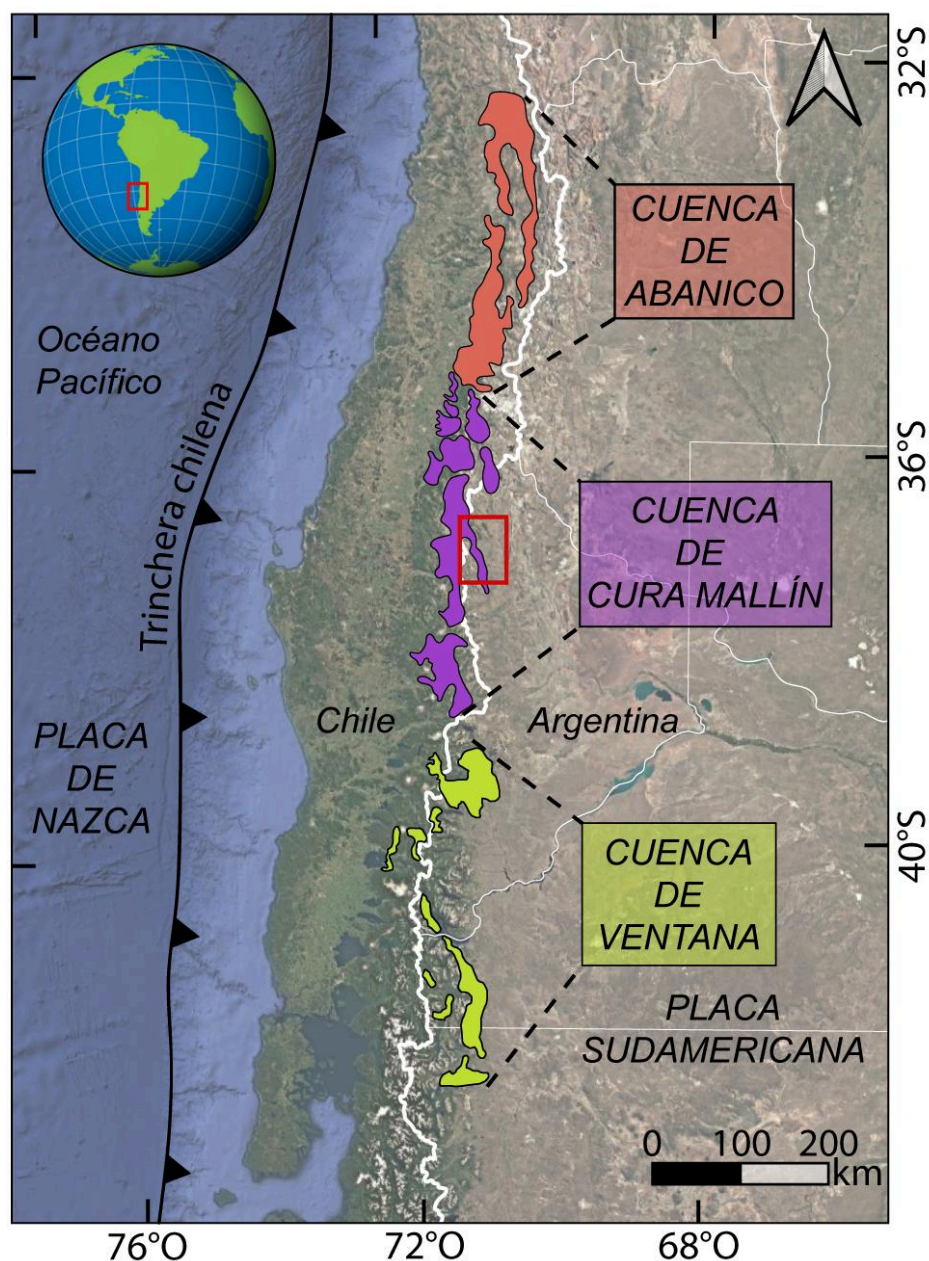 32°S
CUENCA
DE
ABANICO
Océano
Pacífico
Trinchera chilena
36°S
CUENCA
DE
CURA MALLÍN
Chile
Argentina
PLACA
DE
NAZCA
40°S
CUENCA
DE
VENTANA
PLACA
SUDAMERICANA
0 100 200
km
76°O 72°O 68°O